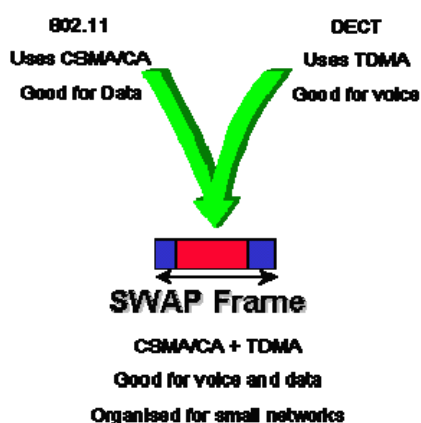 802.11
Uses CSMA/CA
Good for Data
DECT
Uses TDMA
Good for voice
SWAP Frame
CSMA/CA + TDMA
Good for voice and data
Organised for small networks